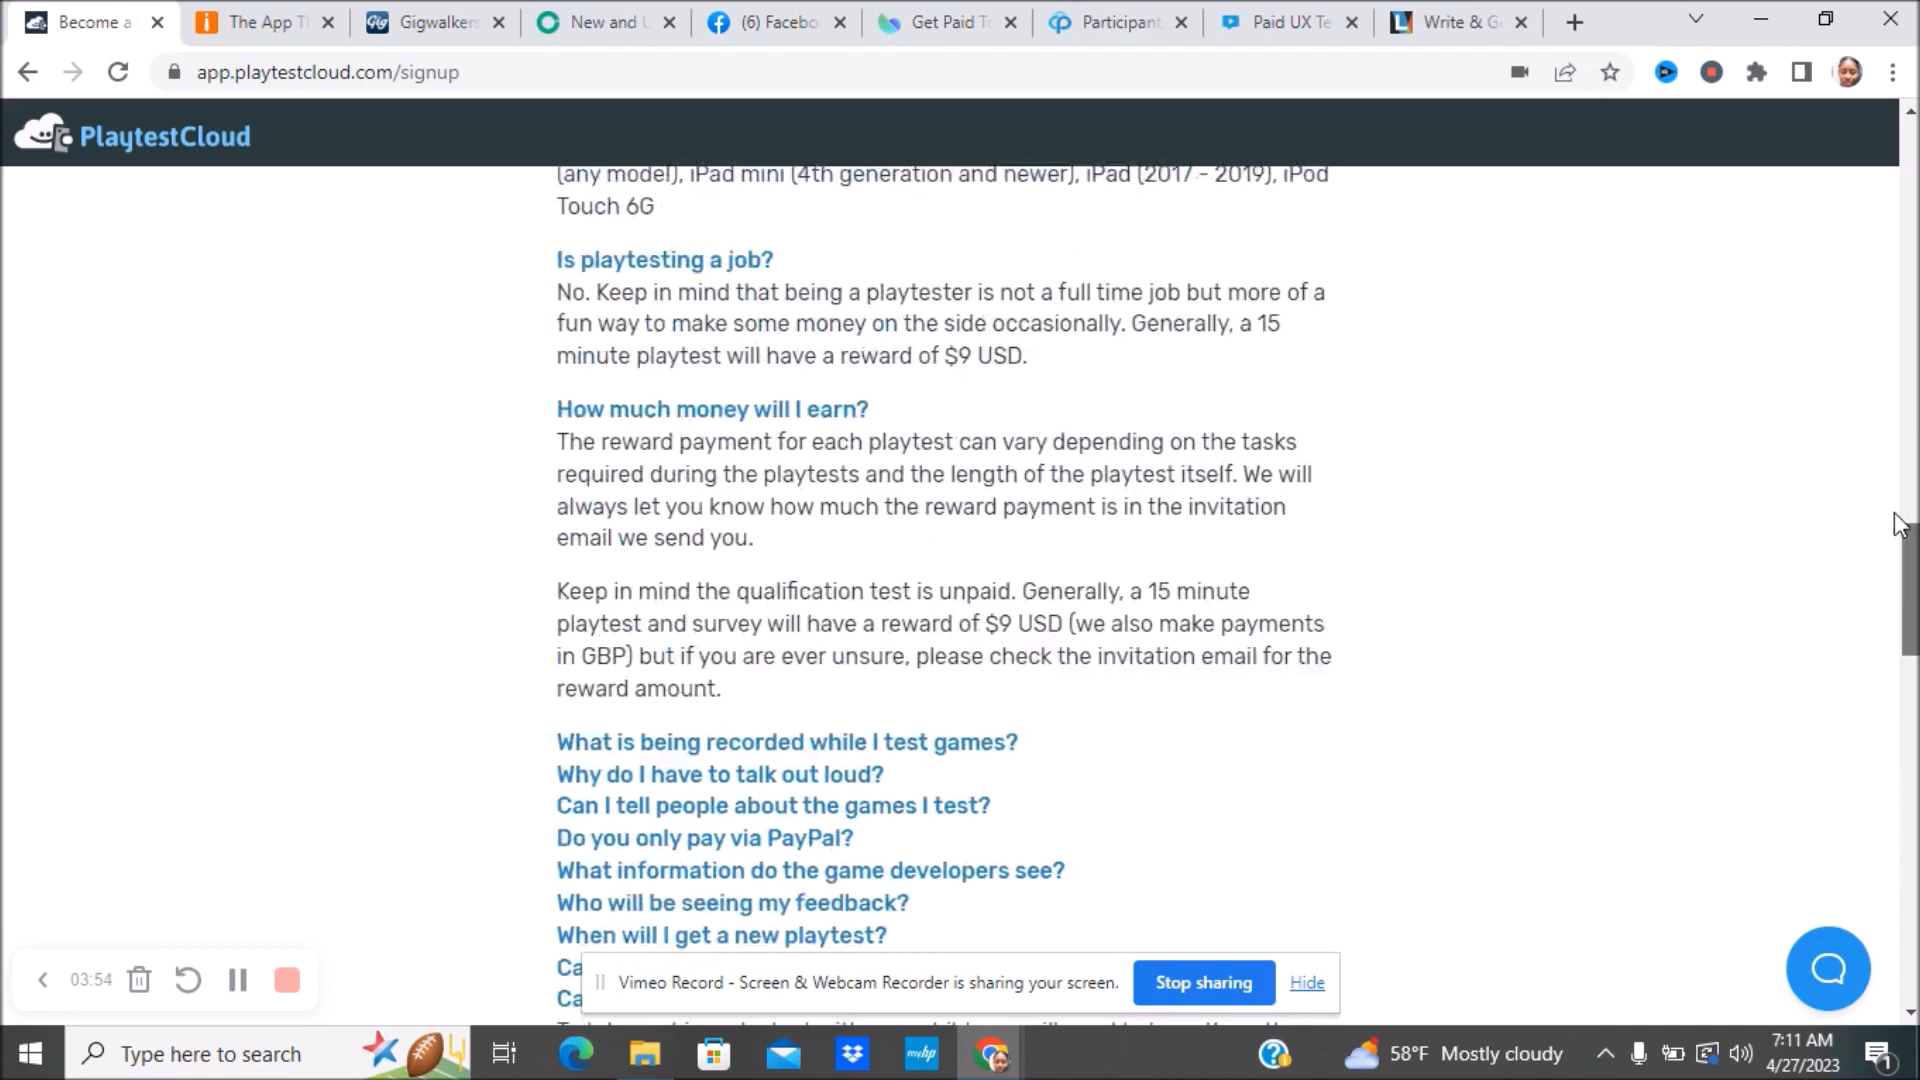 Become a
The App T
Gigwalkers
New and U
(6) Facebo
Get Paid To
Participant
Paid UX Te
Write & G
app.playtestcloud.com/signup
PlaytestCloud
(any model), iPad mini (4th generation and newer), iPad (2017 - 2019), iPod
Touch 6G
Is playtesting a job?
No. Keep in mind that being a playtester is not a full time job but more of a
fun way to make some money on the side occasionally. Generally, a 15
minute playtest will have a reward of $9 USD.
How much money will I earn?
The reward payment for each playtest can vary depending on the tasks
required during the playtests and the length of the playtest itself. We will
always let you know how much the reward payment is in the invitation
email we send you.
Keep in mind the qualification test is unpaid. Generally, a 15 minute
playtest and survey will have a reward of $9 USD (we also make payments
in GBP) but if you are ever unsure, please check the invitation email for the
reward amount.
What is being recorded while I test games?
Why do I have to talk out loud?
Can I tell people about the games I test?
Do you only pay via PayPal?
What information do the game developers see?
Who will be seeing my feedback?
When will I get a new playtest?
Ca
Ca
03:54
Vimeo Record - Screen & Webcam Recorder is sharing your screen.
Stop sharing
Hide
Type here to search
58°F Mostly cloudy
7:11 AM
4/27/2023
1